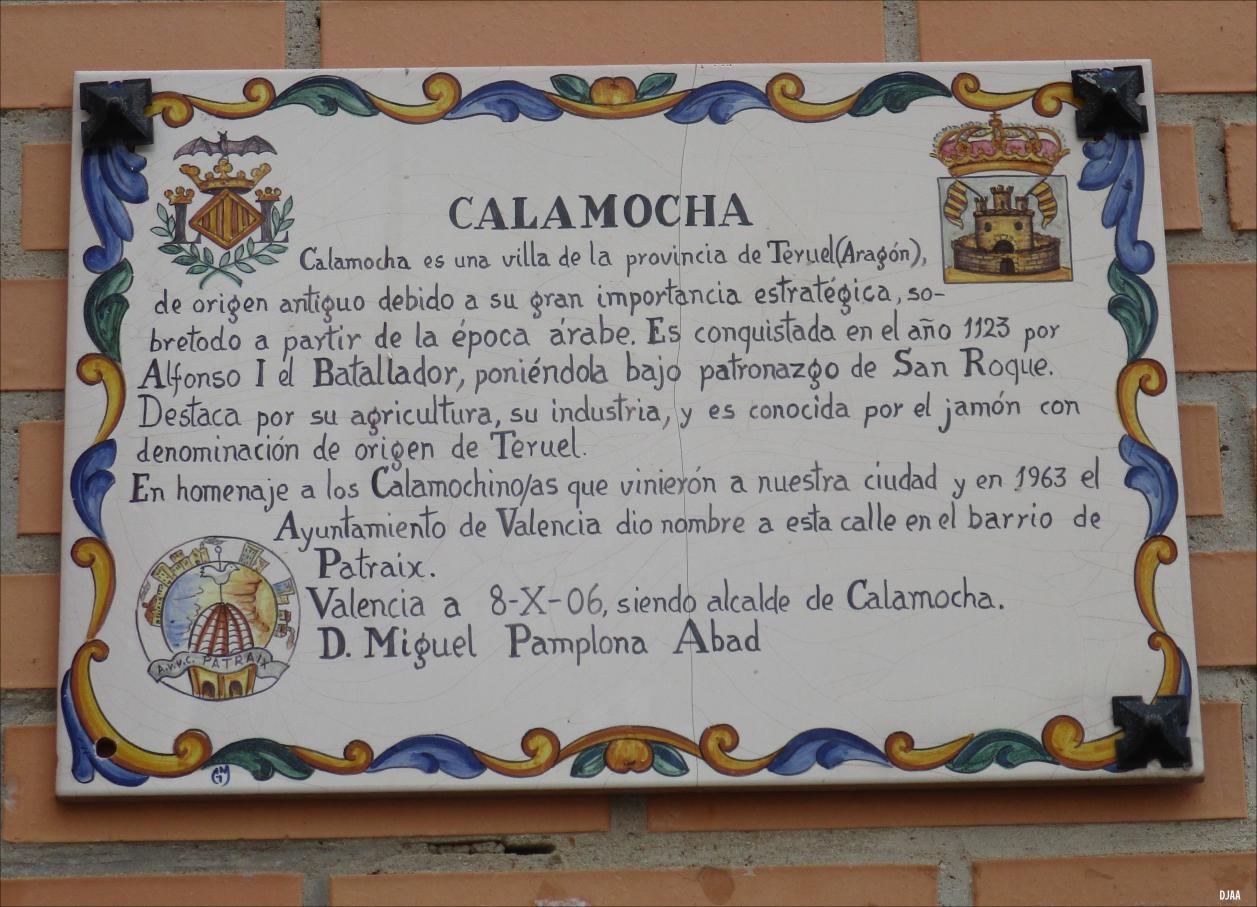 CALAMOCHA
Calamocha es una villa de la provincia de Teruel(Aragón),
de origen antiguo debido a su gran importancia estratégica, so-
bretodo a partir de la época árabe. Es conquistada en el año 1123 por
Alfonso I el Batallador, poniéndola bajo patronazgo de San Roque.
Destaca por su agricultura, su industria, y es conocida por el jamón con
denominación de origen de Teruel.
En homenaje a los Calamochino/as que vinierón a nuestra ciudad y en 1963 el
Ayuntamiento de Valencia dio nombre a esta calle en el barrio de
Patraix.
Valencia a 8-X-06, siendo alcalde de Calamocha.
D. Miguel Pamplona Abad
A.VV.C. PATRAIX
DJAA